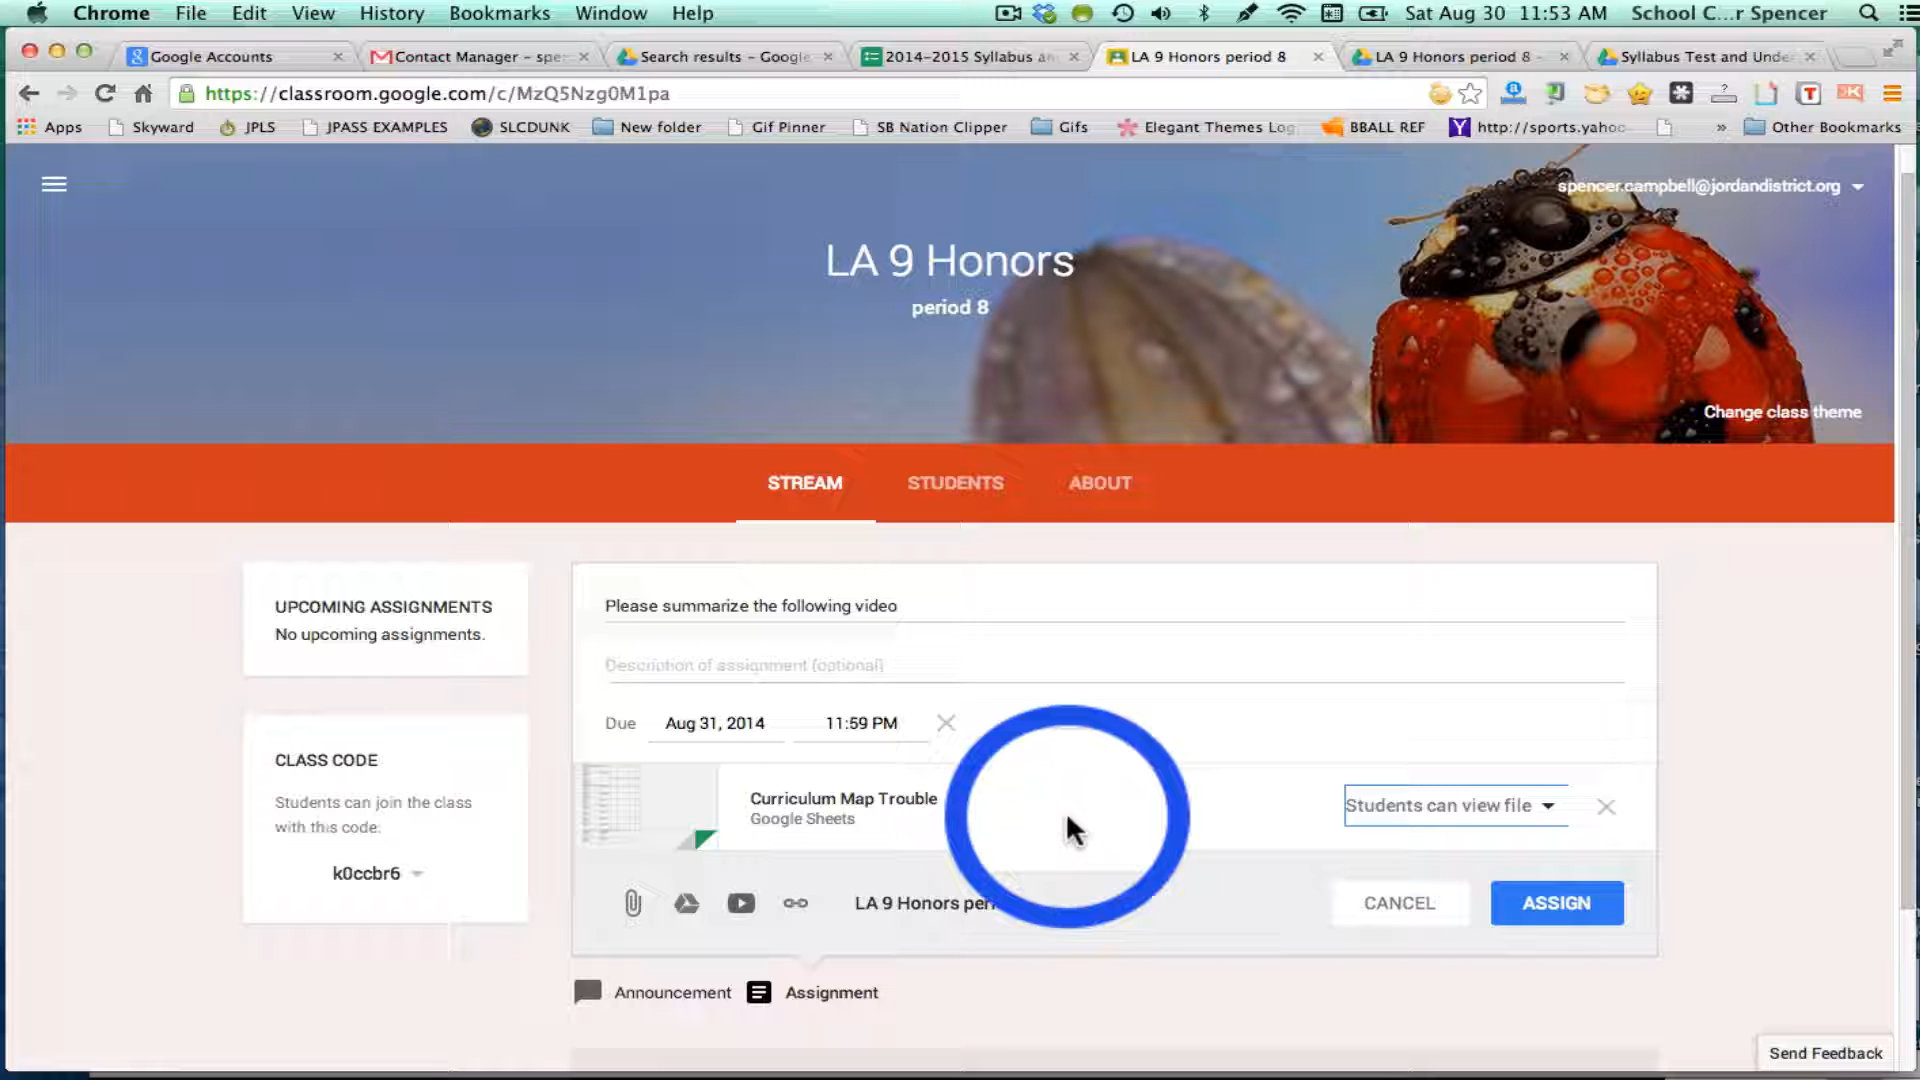 Chrome File Edit View History Bookmarks Window Help Sat Aug 30 11:53 AM School C...r Spencer
Google Accounts Contact Manager - spe Search results - Google 2014-2015 Syllabus an LA 9 Honors period 8 LA 9 Honors period 8 - Syllabus Test and Unde
https://classroom.google.com/c/MzQ5Nzg0M1pa
Apps Skyward JPLS JPASS EXAMPLES SLCDUNK New folder Gif Pinner SB Nation Clipper Gifs Elegant Themes Log BBALL REF http://sports.yahoo » Other Bookmarks
spencer.campbell@jordandistrict.org
LA 9 Honors
period 8
Change class theme
STREAM STUDENTS ABOUT
UPCOMING ASSIGNMENTS
No upcoming assignments.
CLASS CODE
Students can join the class
with this code:
k0ccbr6
Please summarize the following video
Description of assignment (optional)
Due Aug 31, 2014 11:59 PM
Curriculum Map Trouble
Google Sheets
Students can view file
LA 9 Honors peri
CANCEL ASSIGN
Announcement Assignment
Send Feedback